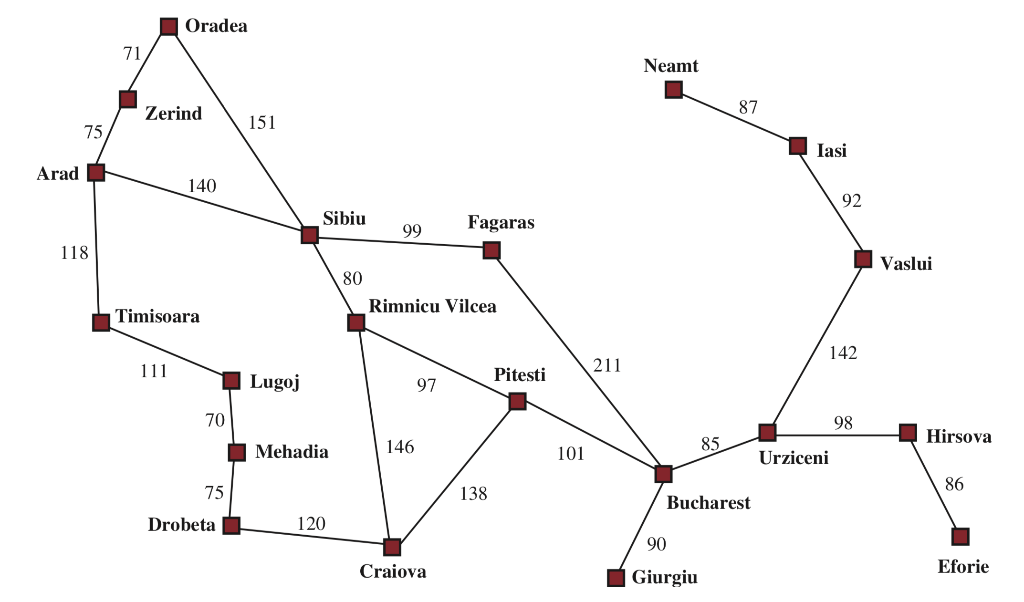 Oradea
71
Neamt
Zerind
87
75
151
Iasi
Arad
140
92
Sibiu
Fagaras
99
118
Vaslui
80
Timisoara
Rimnicu Vilcea
142
111
Lugoj
97
Pitesti
211
70
146
101
85
98
Hirsova
Mehadia
Urziceni
75
138
86
Bucharest
Drobeta
120
90
Craiova
Giurgiu
Eforie